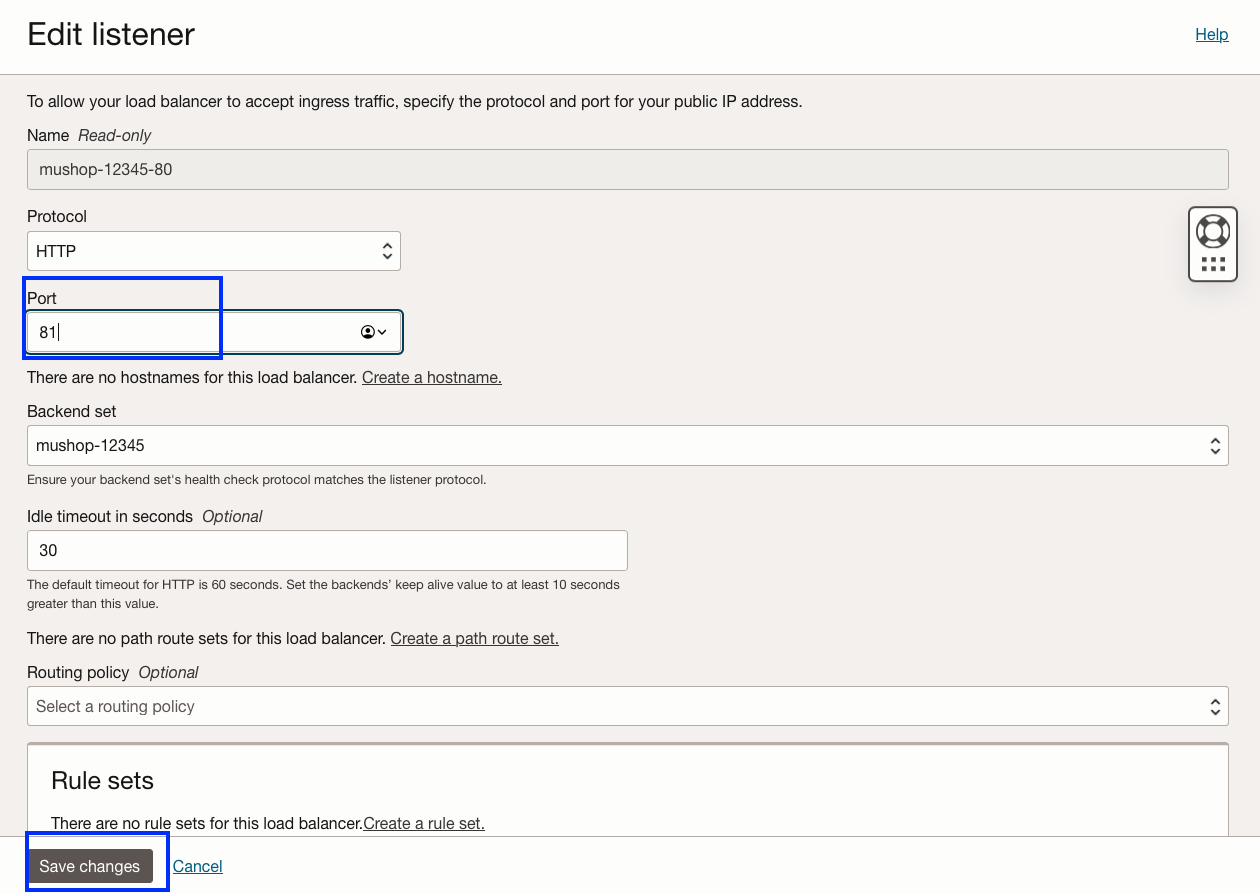 Edit listener
Help
To allow your load balancer to accept ingress traffic, specify the protocol and port for your public IP address.
Name Read-only
mushop-12345-80
Protocol
HTTP
Port
81
There are no hostnames for this load balancer. Create a hostname.
Backend set
mushop-12345
Ensure your backend set's health check protocol matches the listener protocol.
Idle timeout in seconds Optional
30
The default timeout for HTTP is 60 seconds. Set the backends’ keep alive value to at least 10 seconds
greater than this value.
There are no path route sets for this load balancer. Create a path route set.
Routing policy Optional
Select a routing policy
Rule sets
There are no rule sets for this load balancer.Create a rule set.
Save changes Cancel